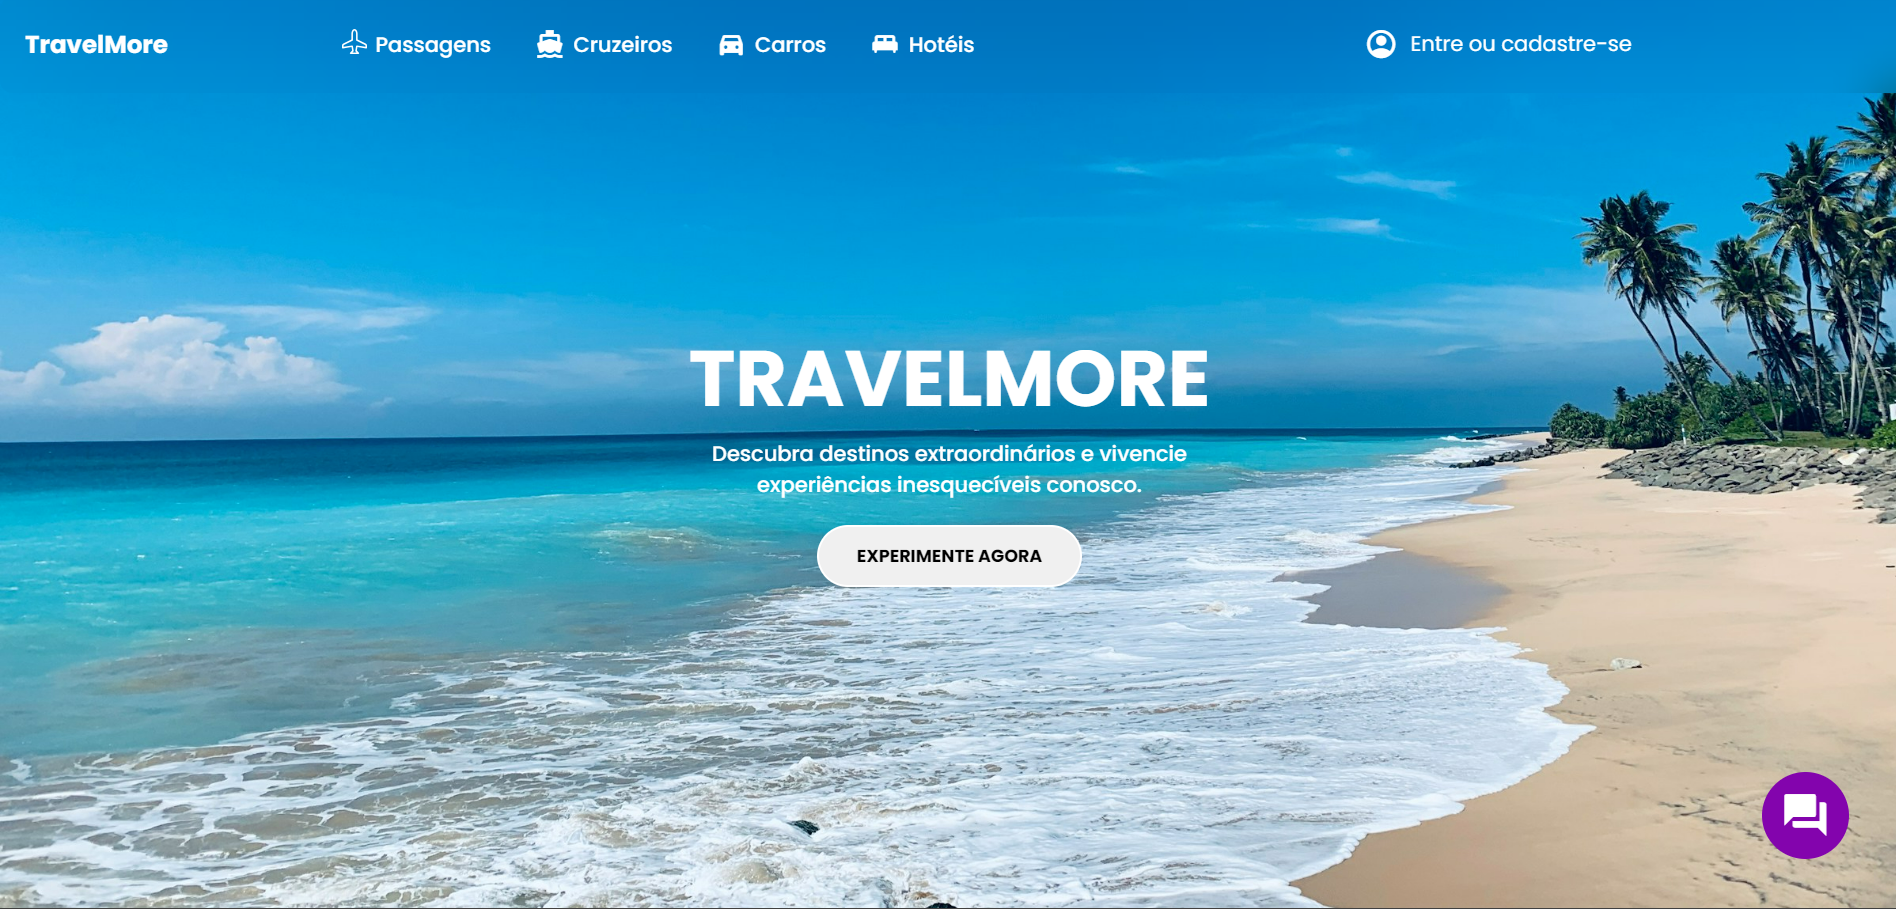 TravelMore
Passagens
Cruzeiros
Carros
Hotéis
Entre ou cadastre-se
TRAVELMORE
Descubra destinos extraordinários e vivencie
experiências inesquecíveis conosco.
EXPERIMENTE AGORA